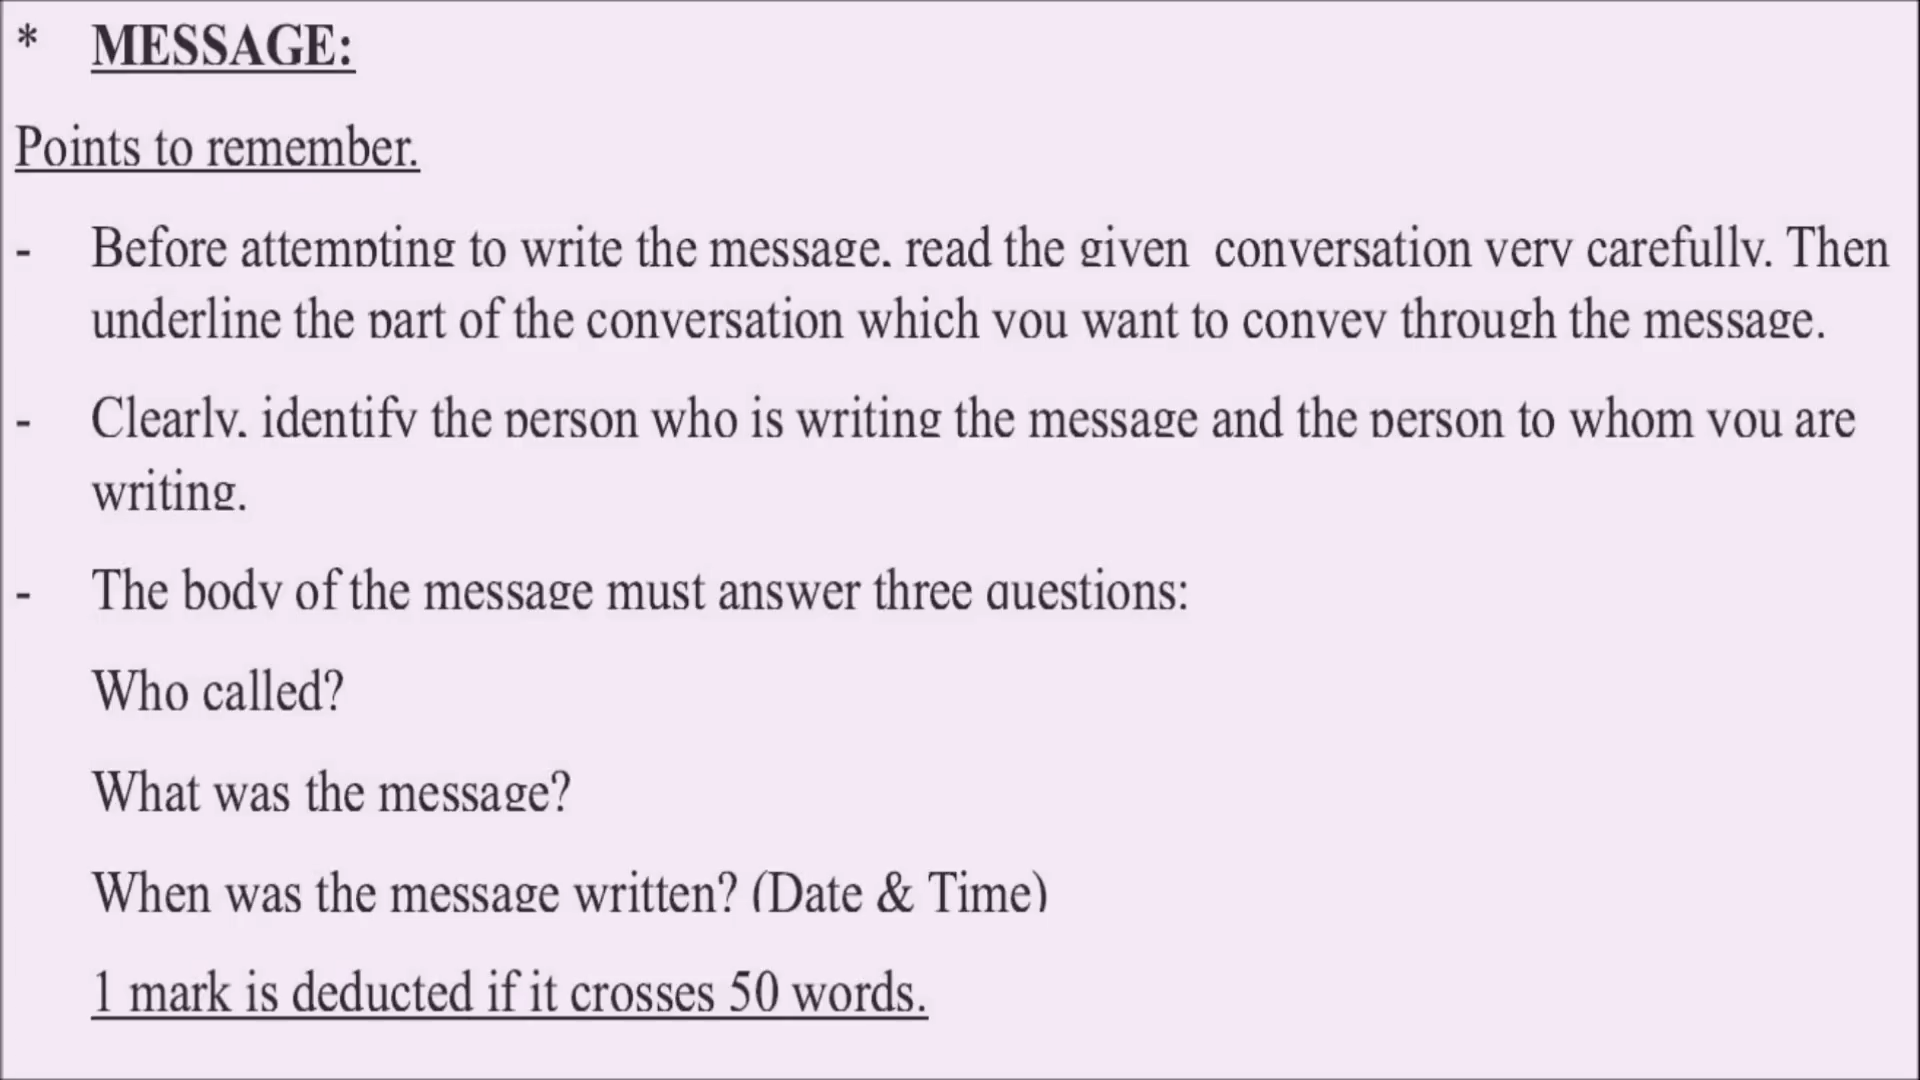 * MESSAGE:
Points to remember.
- Before attempting to write the message, read the given conversation very carefully. Then
underline the part of the conversation which you want to convey through the message.
- Clearly, identify the person who is writing the message and the person to whom you are
writing.
- The body of the message must answer three questions:
Who called?
What was the message?
When was the message written? (Date & Time)
1 mark is deducted if it crosses 50 words.